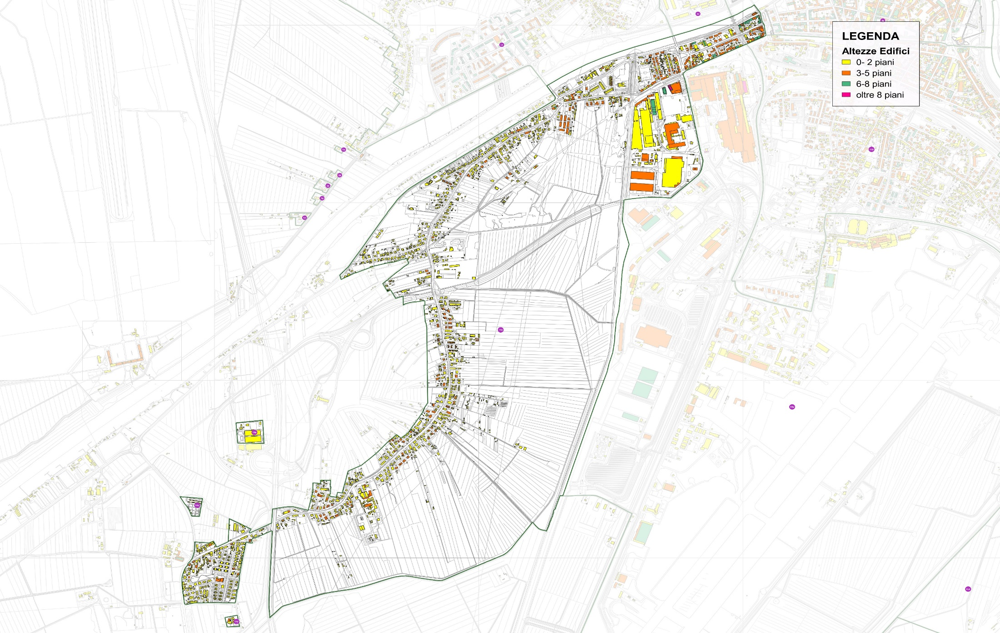 LEGENDA
Altezze Edifici
0- 2 piani
3-5 piani
6-8 piani
oltre 8 piani